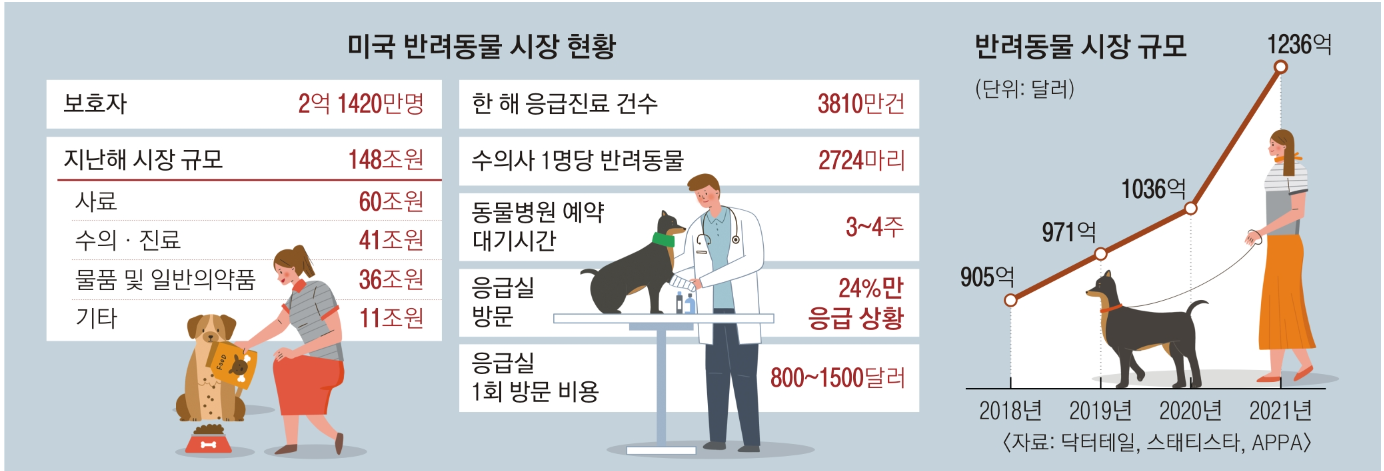 미국 반려동물 시장 현황
보호자 2억 1420만명
지난해 시장 규모 148조원
사료 60조원
수의 · 진료 41조원
물품 및 일반의약품 36조원
기타 11조원
FOOD
한 해 응급진료 건수 3810만건
수의사 1명당 반려동물 2724마리
동물병원 예약
대기시간 3~4주
응급실 24%만
방문 응급 상황
응급실
1회 방문 비용 800~1500달러
반려동물 시장 규모
(단위: 달러)
905억
971억
1036억
1236억
2018년 2019년 2020년 2021년
〈자료: 닥터테일, 스태티스타, APPA〉